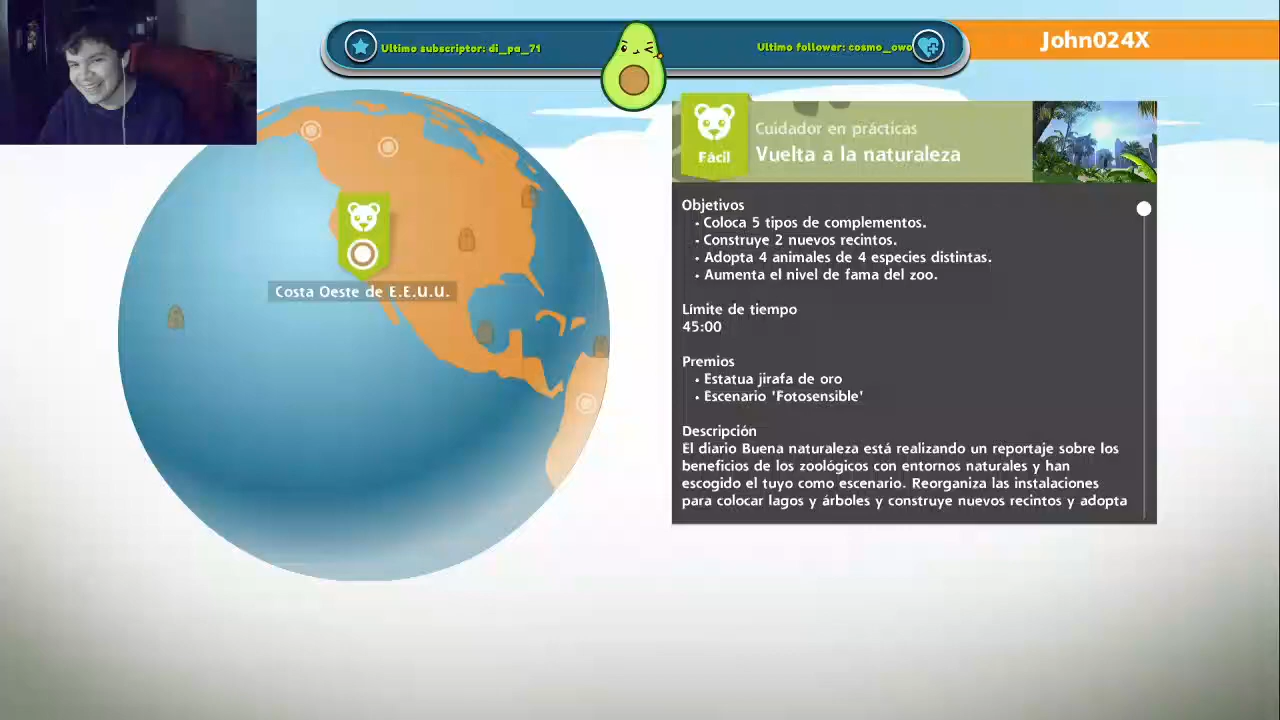 Ultimo subscriptor: di_pa_71
Ultimo follower: cosmo_owo
John024X
Fácil
Cuidador en prácticas
Vuelta a la naturaleza
Costa Oeste de E.E.U.U.
Objetivos
• Coloca 5 tipos de complementos.
• Construye 2 nuevos recintos.
• Adopta 4 animales de 4 especies distintas.
• Aumenta el nivel de fama del zoo.
Límite de tiempo
45:00
Premios
• Estatua jirafa de oro
• Escenario 'Fotosensible'
Descripción
El diario Buena naturaleza está realizando un reportaje sobre los
beneficios de los zoológicos con entornos naturales y han
escogido el tuyo como escenario. Reorganiza las instalaciones
para colocar lagos y árboles y construye nuevos recintos y adopta